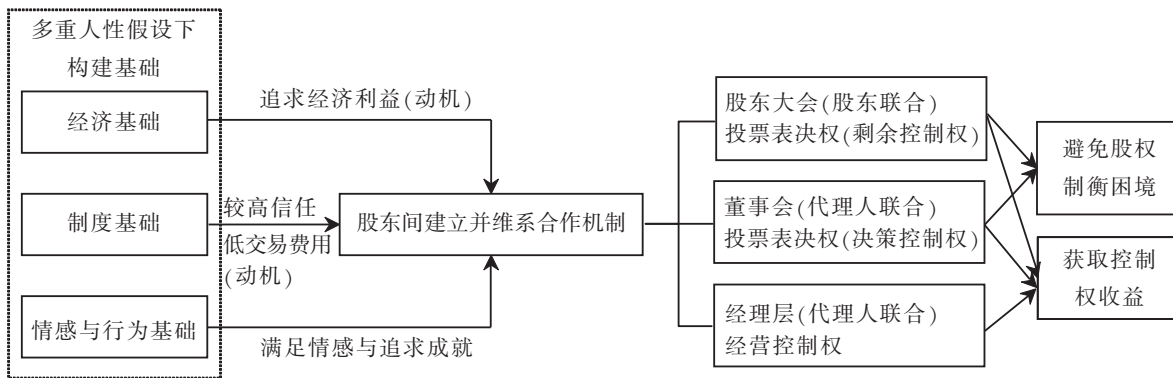 多重人性假设下
构建基础
经济基础
制度基础
情感与行为基础
追求经济利益(动机)
较高信任
低交易费用
(动机)
满足情感与追求成就
股东间建立并维系合作机制
股东大会(股东联合)
投票表决权(剩余控制权)
董事会(代理人联合)
投票表决权(决策控制权)
经理层(代理人联合)
经营控制权
避免股权
制衡困境
获取控制
权收益